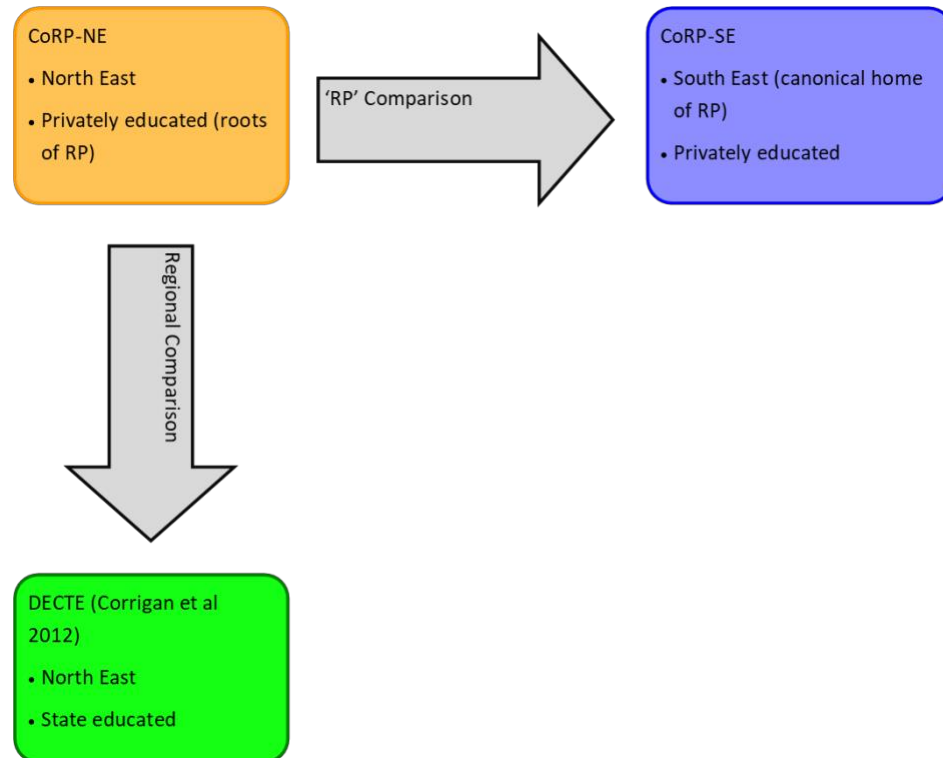 CoRP-NE
• North East
• Privately educated (roots
of RP)
‘RP’ Comparison
CoRP-SE
• South East (canonical home
of RP)
• Privately educated
Regional Comparison
DECTE (Corrigan et al
2012)
• North East
• State educated